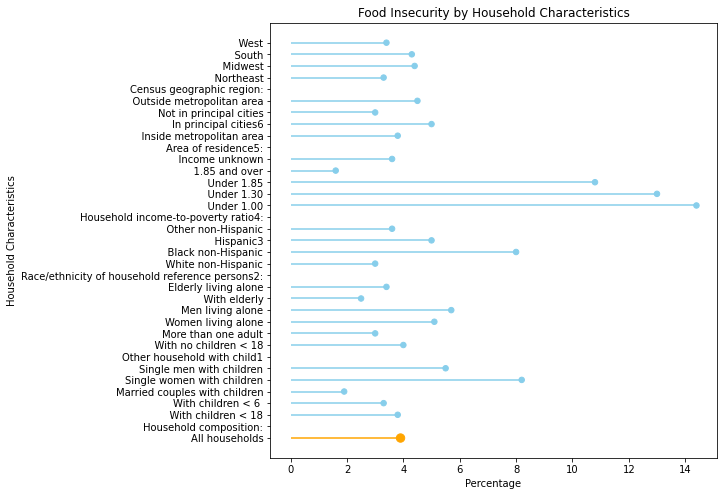 Food Insecurity by Household Characteristics
West
South
Midwest
Northeast
Census geographic region:
Outside metropolitan area
Not in principal cities
In principal cities6
Inside metropolitan area
Area of residence5:
Income unknown
1.85 and over
Under 1.85
Under 1.30
Under 1.00
Household income-to-poverty ratio4:
Other non-Hispanic
Hispanic3
Black non-Hispanic
White non-Hispanic
Race/ethnicity of household reference persons2:
Elderly living alone
With elderly
Men living alone
Women living alone
More than one adult
With no children < 18
Other household with child1
Single men with children
Single women with children
Married couples with children
With children < 6
With children < 18
Household composition:
All households
Household Characteristics
0 2 4 6 8 10 12 14
Percentage